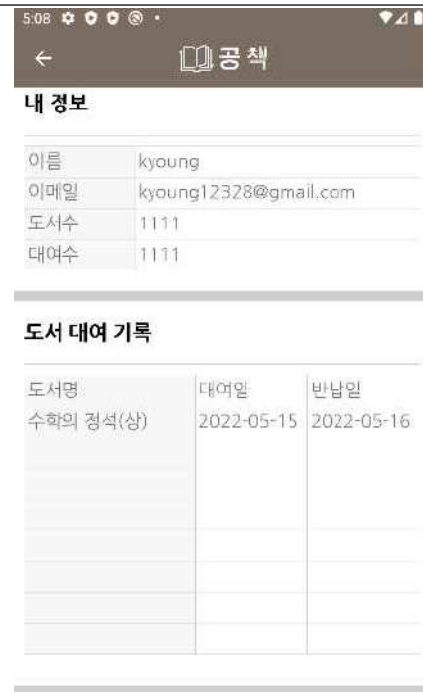 5:08
공책
내 정보
이름 kyoung
이메일 kyoung12328@gmail.com
도서수 1111
대여수 1111
도서 대여 기록
도서명 대여일 반납일
수학의 정석(상) 2022-05-15 2022-05-16